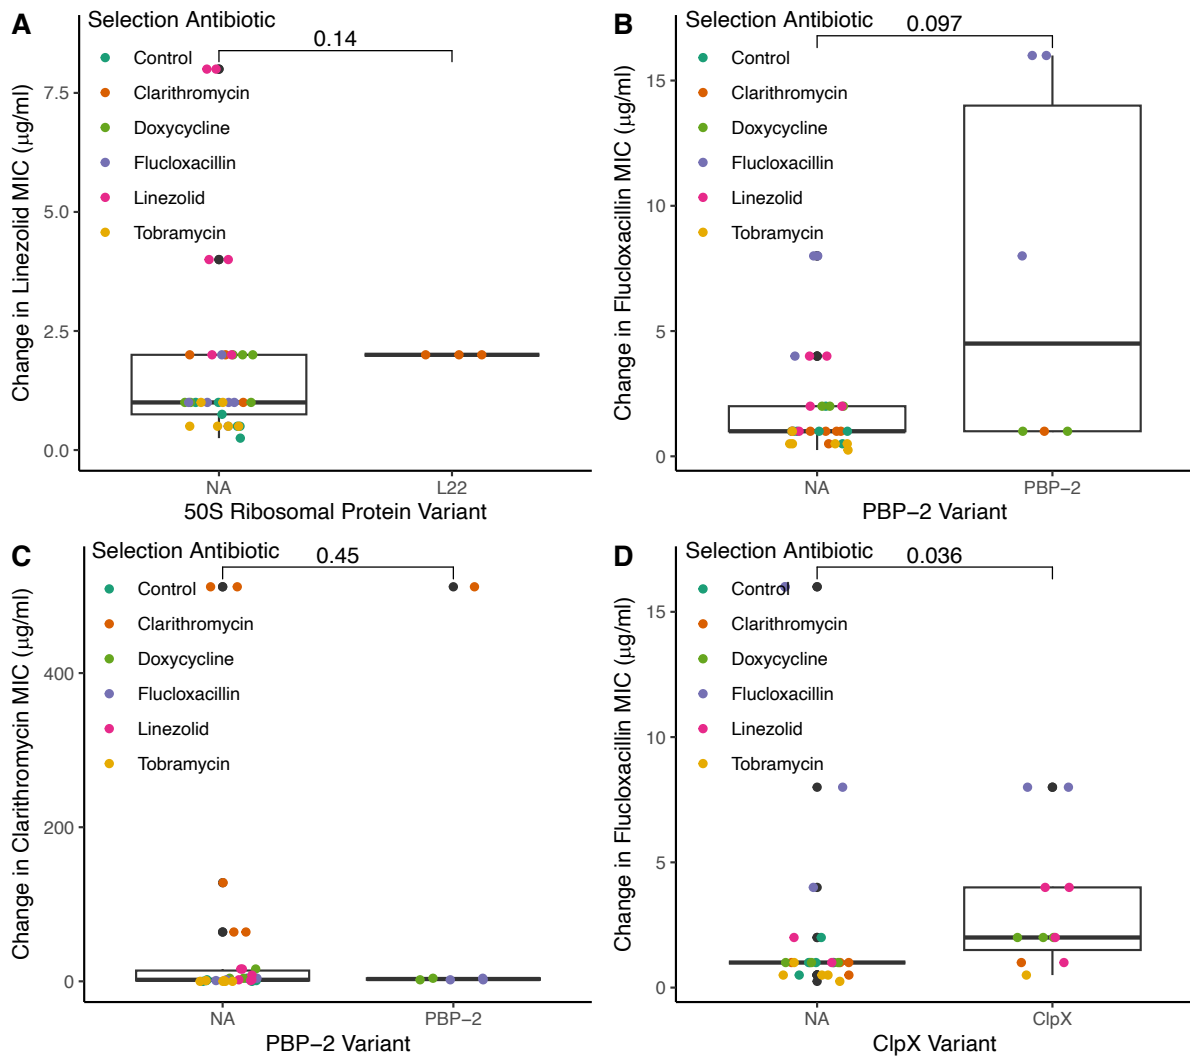 A
Selection Antibiotic
Control
Clarithromycin
Doxycycline
Flucloxacillin
Linezolid
Tobramycin
0.14
Change in Linezolid MIC (μg/ml)
7.5
5.0
2.5
0.0
NA
L22
50S Ribosomal Protein Variant
B
Selection Antibiotic
Control
Clarithromycin
Doxycycline
Flucloxacillin
Linezolid
Tobramycin
0.097
Change in Flucloxacillin MIC (μg/ml)
15
10
5
0
NA
PBP−2
PBP−2 Variant
C
Selection Antibiotic
Control
Clarithromycin
Doxycycline
Flucloxacillin
Linezolid
Tobramycin
0.45
Change in Clarithromycin MIC (μg/ml)
400
200
0
NA
PBP−2
PBP−2 Variant
D
Selection Antibiotic
Control
Clarithromycin
Doxycycline
Flucloxacillin
Linezolid
Tobramycin
0.036
Change in Flucloxacillin MIC (μg/ml)
15
10
5
0
NA
ClpX
ClpX Variant